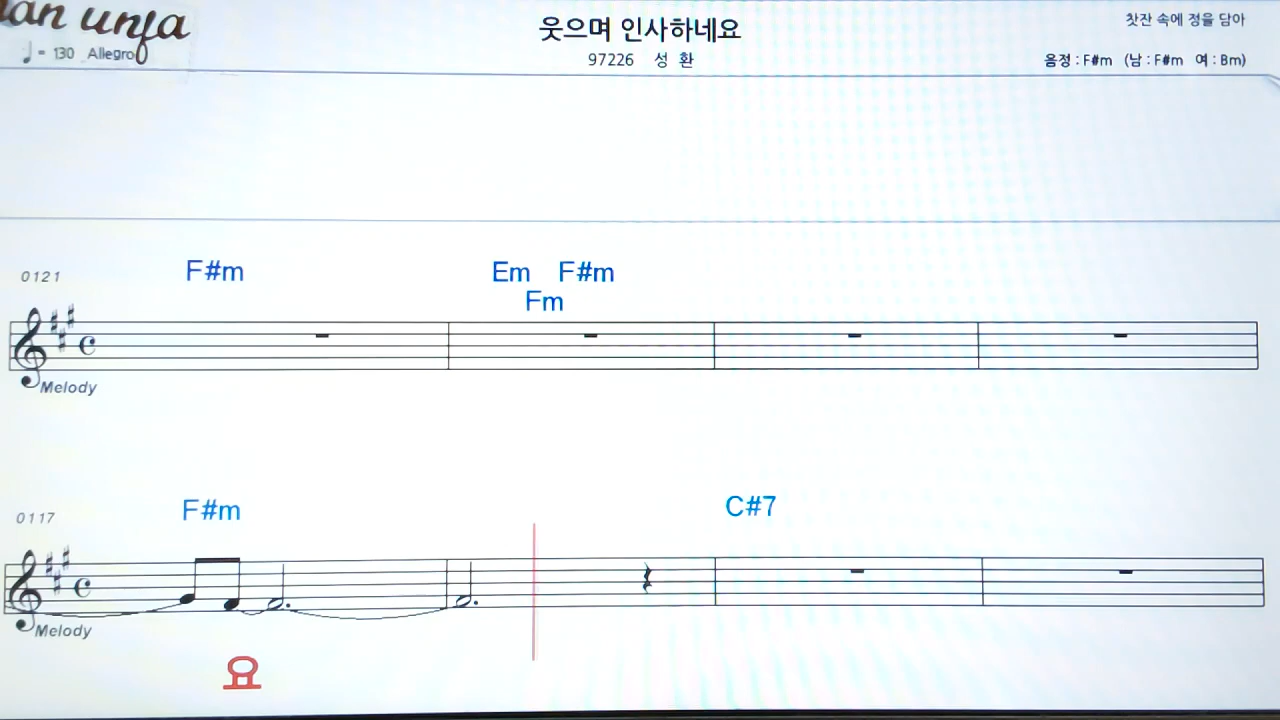 웃으며 인사하네요
찻잔 속에 정을 담아
= 130 Allegro
97226 성 환
음정 : F#m (남 : F#m 여 : Bm)
0121
F#m Em F#m
Fm
Melody
0117
F#m C#7
Melody
요